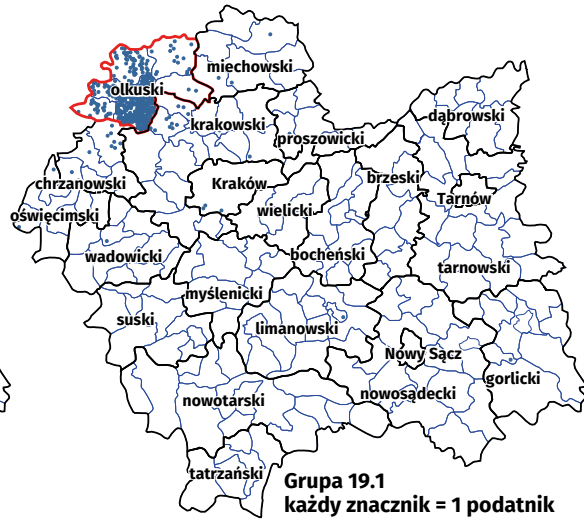 miechowski
olkuski
dąbrowski
krakowski
proszowicki
brzeski
chrzanowski
Kraków
Tarnów
oświęcimski
wielicki
wadowicki
bocheński
tarnowski
myślenicki
suski
limanowski
Nowy Sącz
gorlicki
nowotarski
nowosądecki
tatrzański
Grupa 19.1
każdy znacznik = 1 podatnik